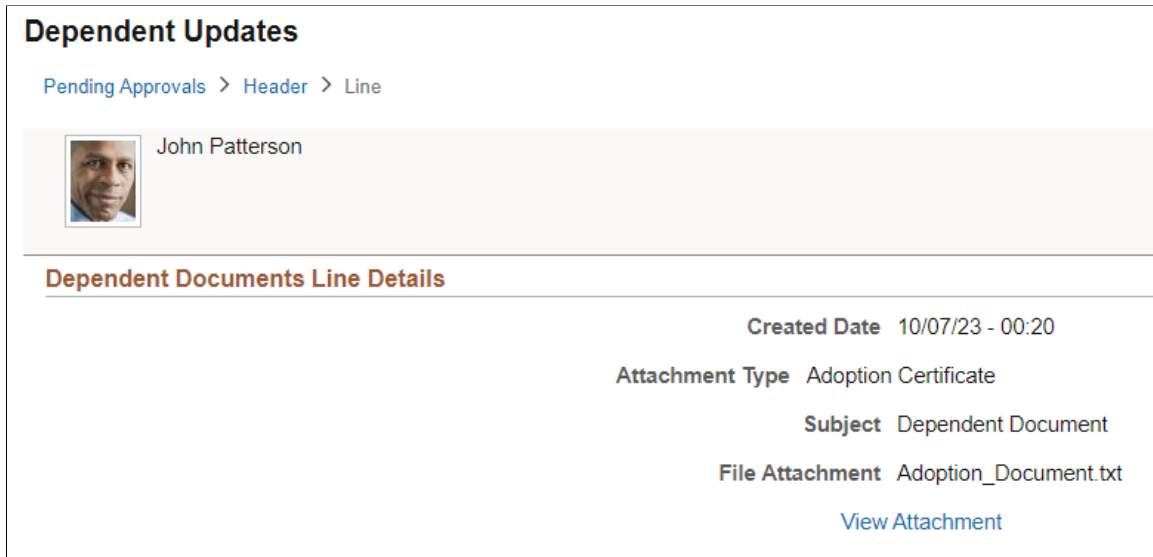 Dependent Updates
Pending Approvals > Header > Line
John Patterson
Dependent Documents Line Details
Created Date 10/07/23 - 00:20
Attachment Type Adoption Certificate
Subject Dependent Document
File Attachment Adoption_Document.txt
View Attachment